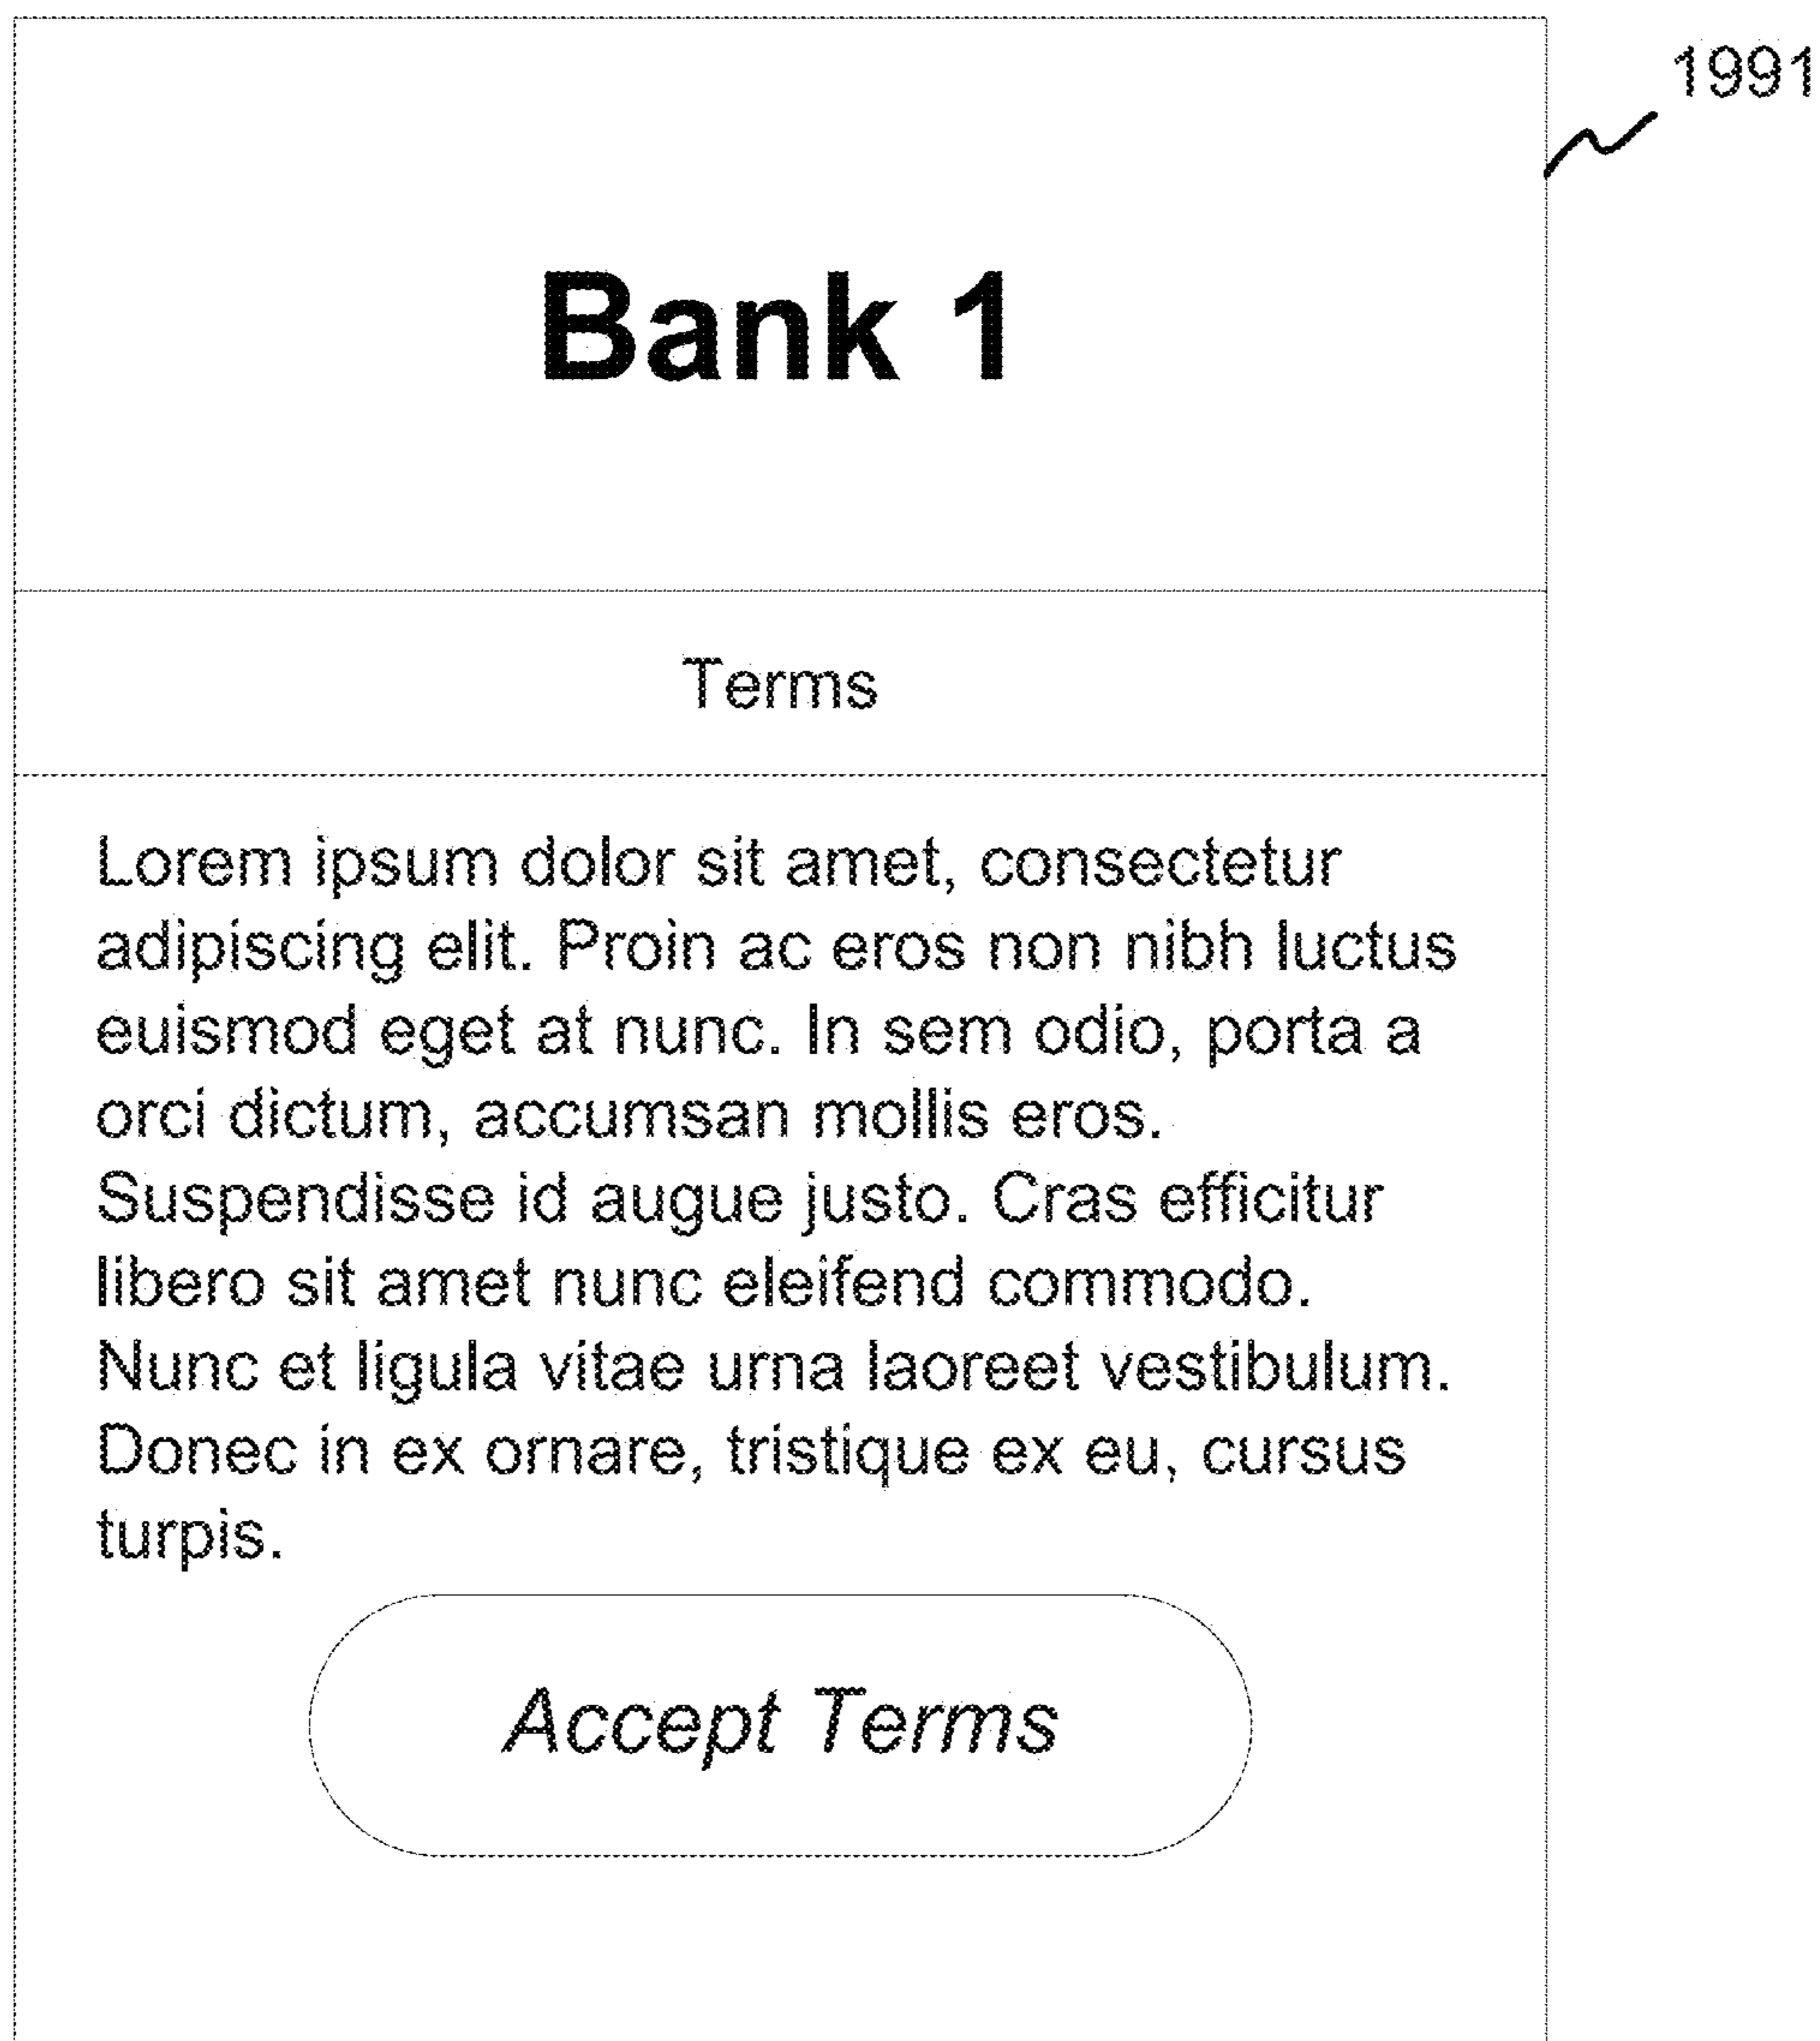 1991
Bank 1
Terms
Lorem ipsum dolor sit amet, consectetur
adipiscing elit. Proin ac eros non nibh luctus
euismod eget at nunc. In sem odio, porta a
orci dictum, accumsan mollis eros.
Suspendisse id augue justo. Cras efficitur
libero sit amet nunc eleifend commodo.
Nunc et ligula vitae urna laoreet vestibulum.
Donec in ex ornare, tristique ex eu, cursus
turpis.
Accept Terms